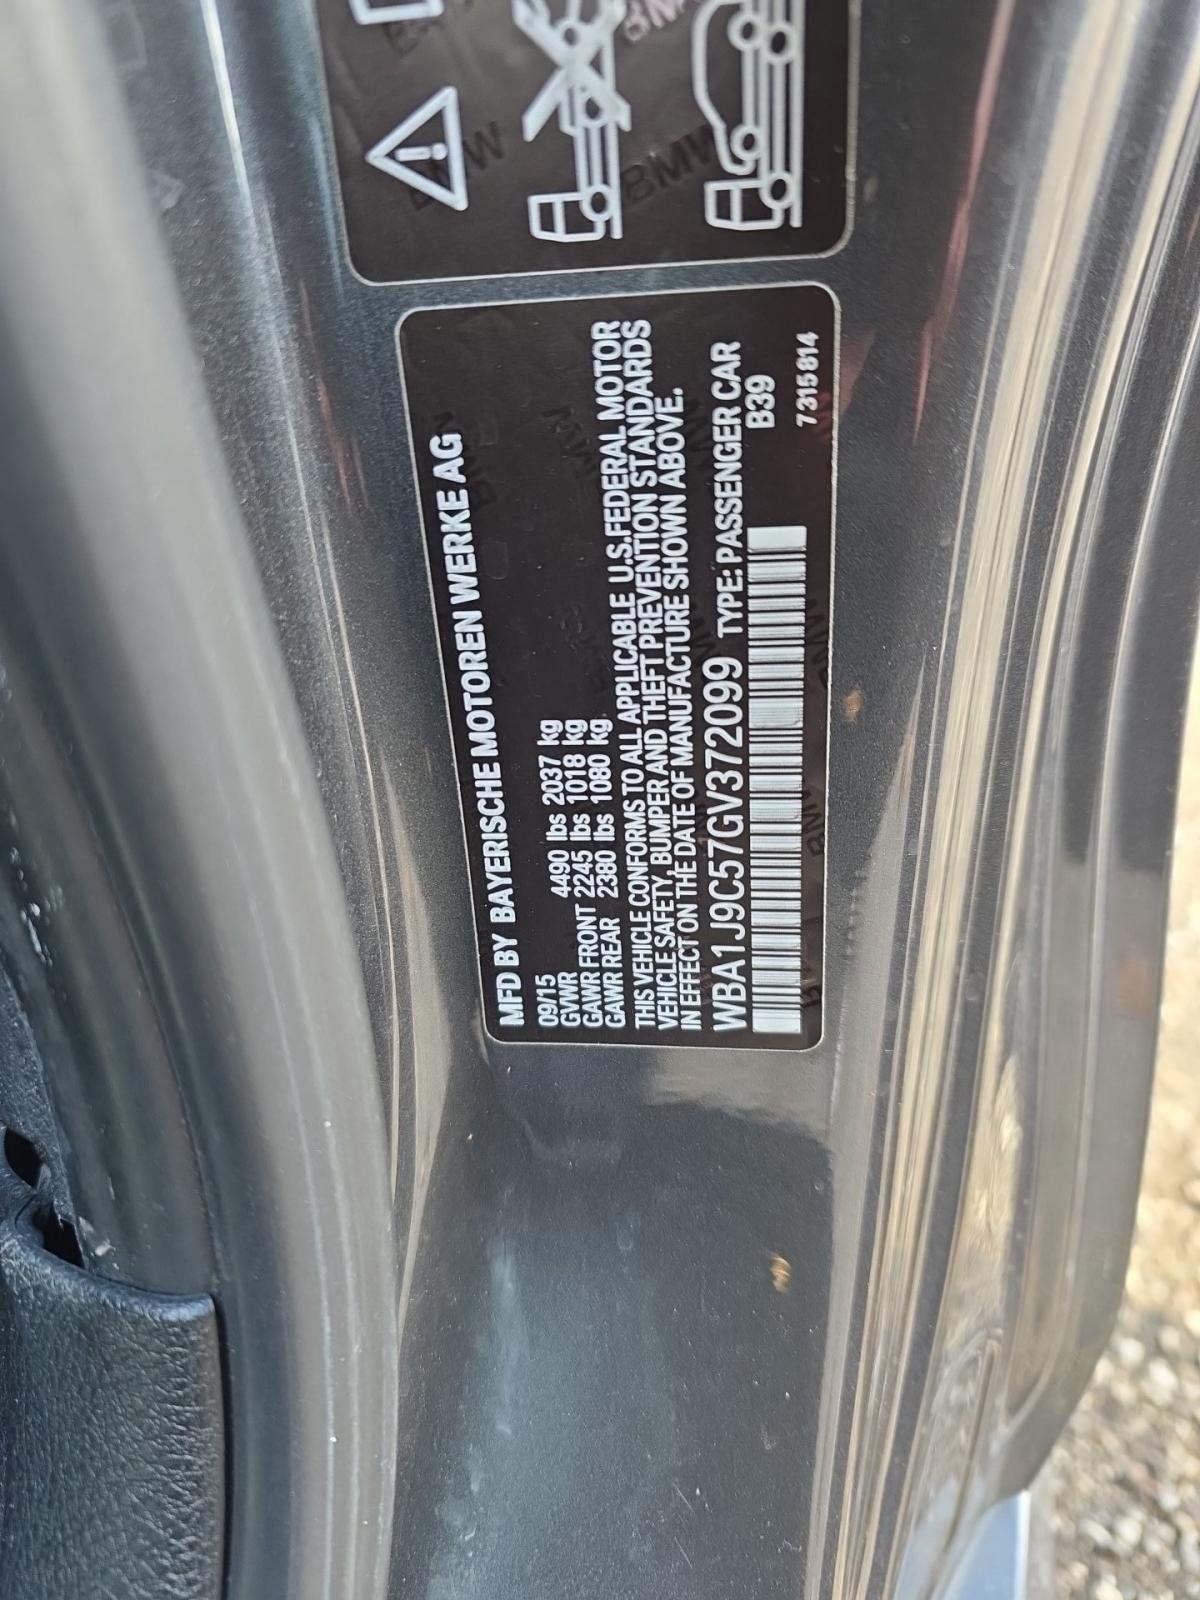 MFD BY BAYERISCHE MOTOREN WERKE AG
09/15
GVWR 4490 lbs 2037 kg
GAWR FRONT 2245 lbs 1018 kg
GAWR REAR 2380 lbs 1080 kg
THIS VEHICLE CONFORMS TO ALL APPLICABLE U.S. FEDERAL MOTOR
VEHICLE SAFETY, BUMPER AND THEFT PREVENTION STANDARDS
IN EFFECT ON THE DATE OF MANUFACTURE SHOWN ABOVE.
WBA1J9C57GV372099 TYPE: PASSENGER CAR
B39
7315814